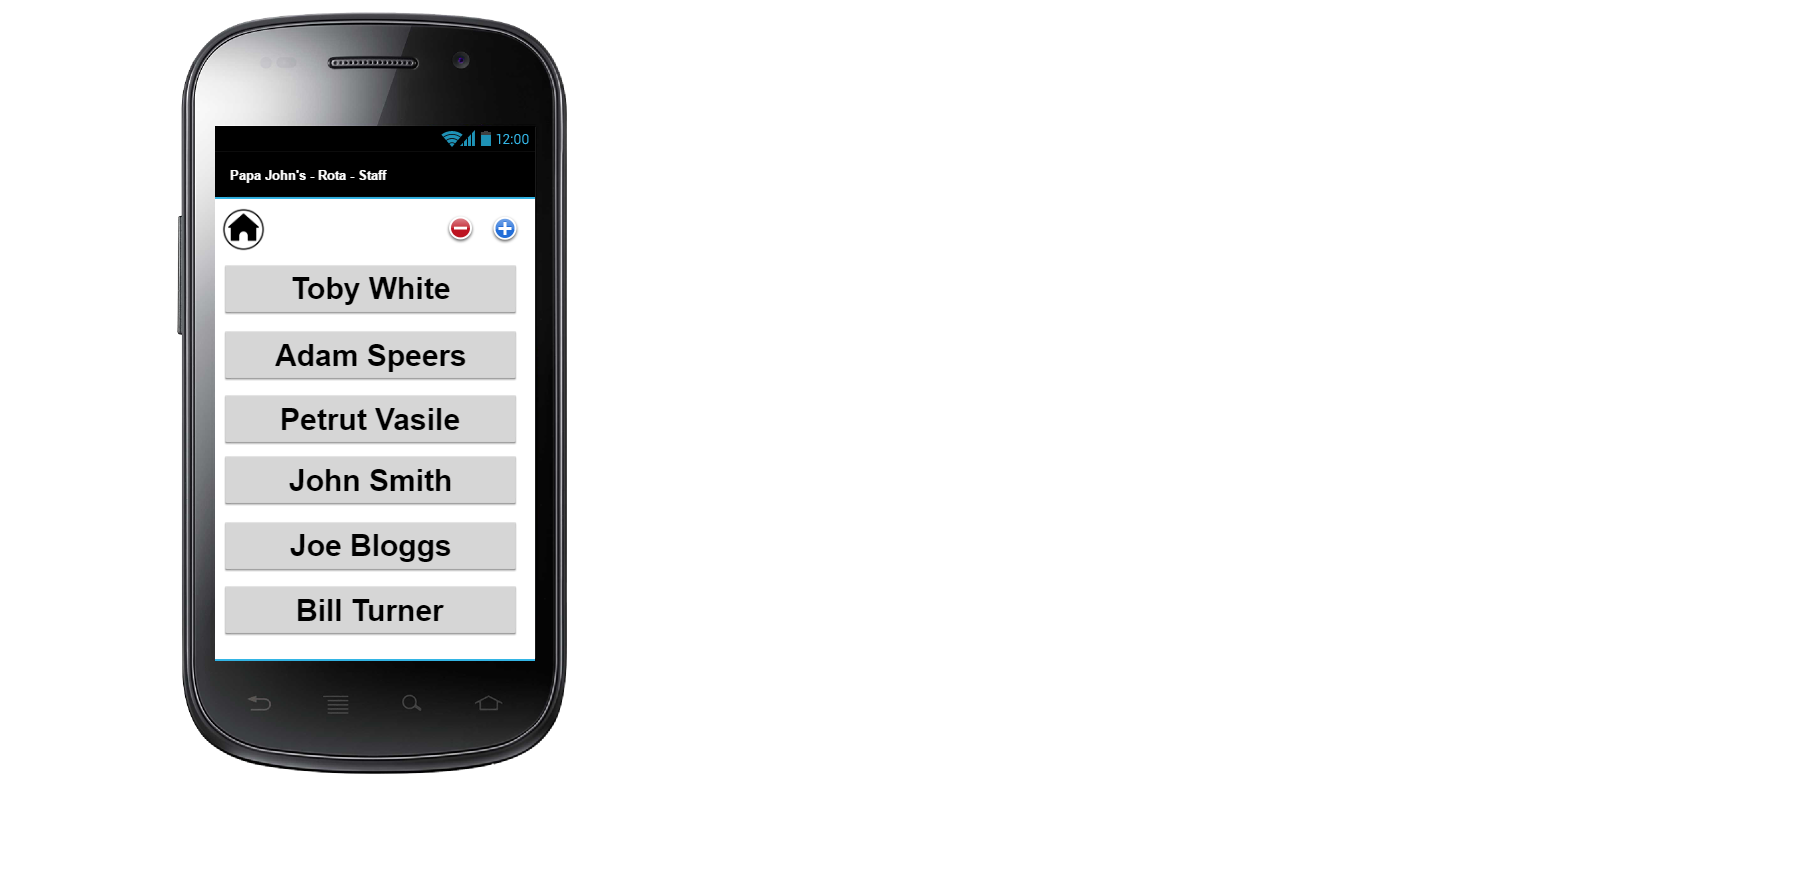 12:00
Papa John's - Rota - Staff
Toby White
Adam Speers
Petrut Vasile
John Smith
Joe Bloggs
Bill Turner